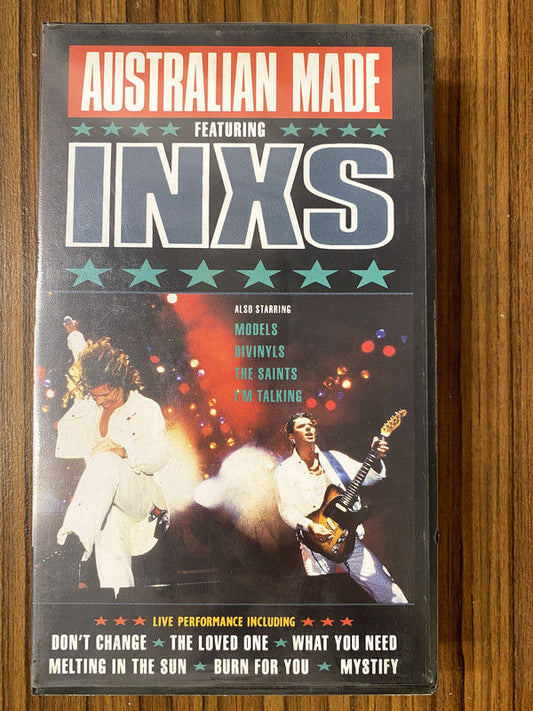 AUSTRALIAN MADE
FEATURING
INXS
ALSO STARRING
MODELS
DIVINYLS
THE SAINTS
I'M TALKING
LIVE PERFORMANCE INCLUDING
DON'T CHANGE ★ THE LOVED ONE ★ WHAT YOU NEED
MELTING IN THE SUN ★ BURN FOR YOU ★ MYSTIFY